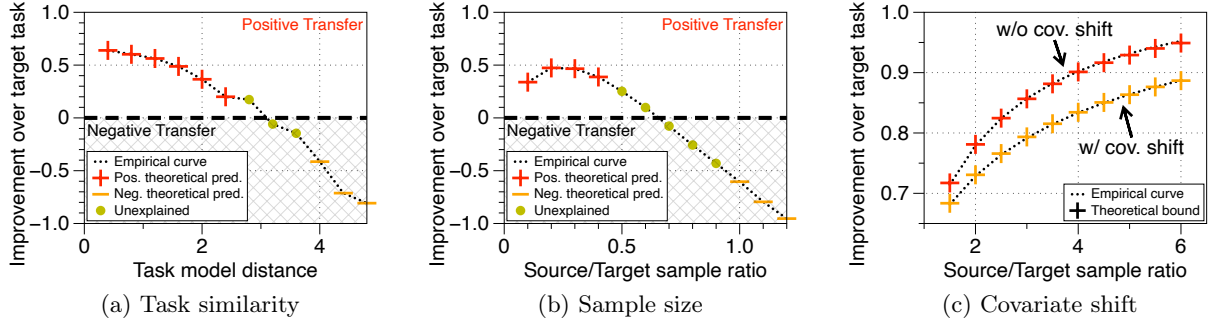 Improvement over target task
1.0
0.5
0
−0.5
−1.0
Positive Transfer
Negative Transfer
Empirical curve
Pos. theoretical pred.
Neg. theoretical pred.
Unexplained
0
2
4
Task model distance
(a) Task similarity
Improvement over target task
1.0
0.5
0
−0.5
−1.0
Positive Transfer
Negative Transfer
Empirical curve
Pos. theoretical pred.
Neg. theoretical pred.
Unexplained
0
0.5
1.0
Source/Target sample ratio
(b) Sample size
Improvement over target task
1.0
0.9
0.8
0.7
w/o cov. shift
w/ cov. shift
Empirical curve
Theoretical bound
2
4
6
Source/Target sample ratio
(c) Covariate shift